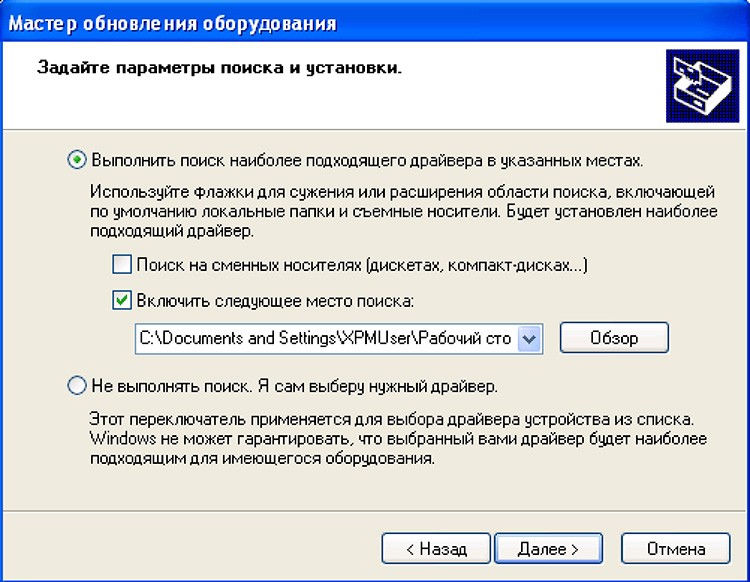 Мастер обновления оборудования
Задайте параметры поиска и установки.
Выполнить поиск наиболее подходящего драйвера в указанных местах.
Используйте флажки для сужения или расширения области поиска, включающей
по умолчанию локальные папки и съемные носители. Будет установлен наиболее
подходящий драйвер.
Поиск на сменных носителях (дискетах, компакт-дисках...)
Включить следующее место поиска:
C:\Documents and Settings\XPMUser\Рабочий сто
Обзор
Не выполнять поиск. Я сам выберу нужный драйвер.
Этот переключатель применяется для выбора драйвера устройства из списка.
Windows не может гарантировать, что выбранный вами драйвер будет наиболее
подходящим для имеющегося оборудования.
< Назад
Далее >
Отмена